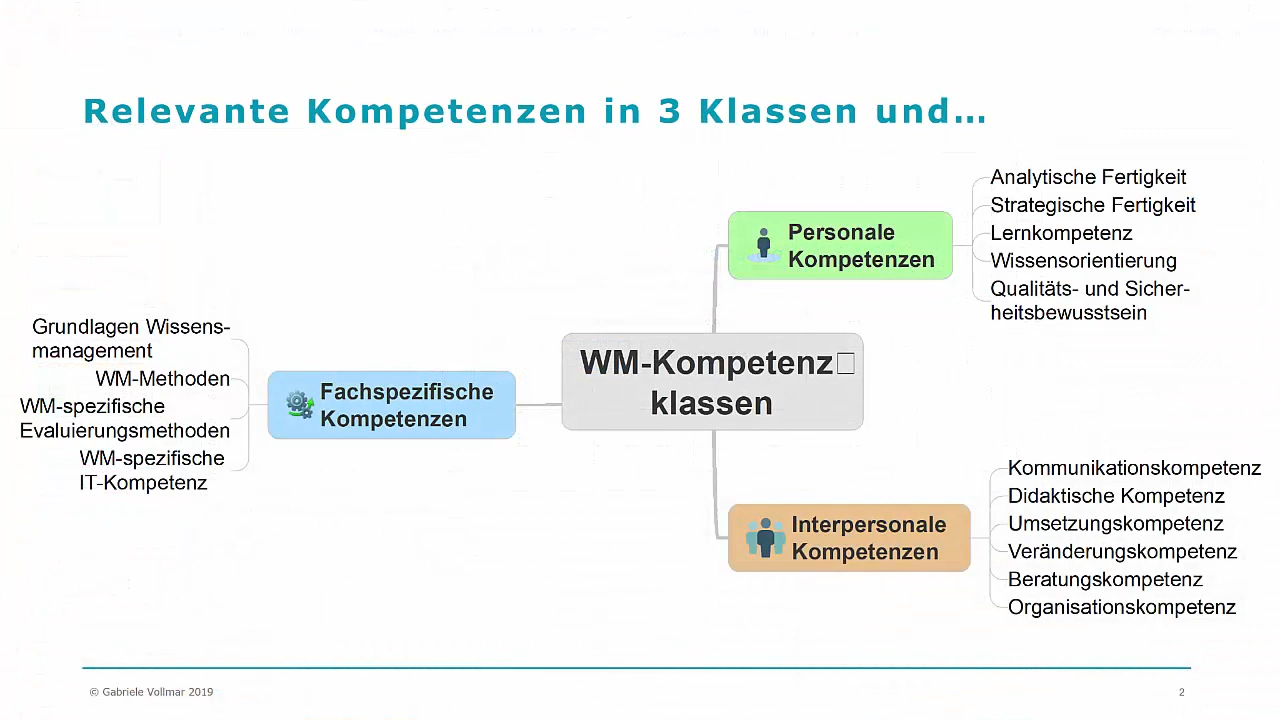 Relevante Kompetenzen in 3 Klassen und…
Analytische Fertigkeit
Strategische Fertigkeit
Lernkompetenz
Wissensorientierung
Qualitäts- und Sicher-
heitsbewusstsein
Personale
Kompetenzen
Grundlagen Wissens-
management
WM-Methoden
WM-spezifische
Evaluierungsmethoden
WM-spezifische
IT-Kompetenz
Fachspezifische
Kompetenzen
WM-Kompetenz□
klassen
Interpersonale
Kompetenzen
Kommunikationskompetenz
Didaktische Kompetenz
Umsetzungskompetenz
Veränderungskompetenz
Beratungskompetenz
Organisationskompetenz
© Gabriele Vollmar 2019
2